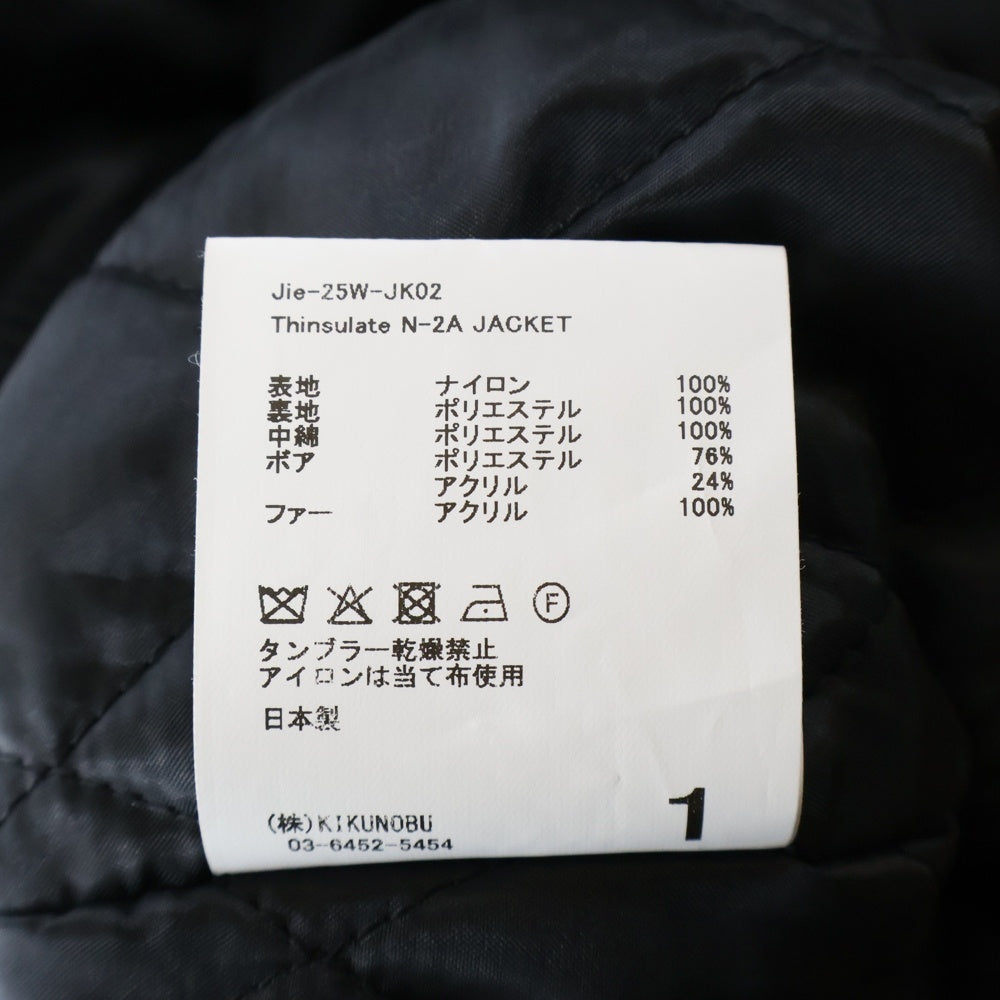 Jie-25W-JK02
Thinsulate N-2A JACKET
表地 ナイロン 100%
裏地 ポリエステル 100%
中綿 ポリエステル 100%
ボア ポリエステル 76%
アクリル 24%
ファー アクリル 100%
F
タンブラー乾燥禁止
アイロンは当て布使用
日本製
(株)KIKUNOBU
03-6452-5454
1